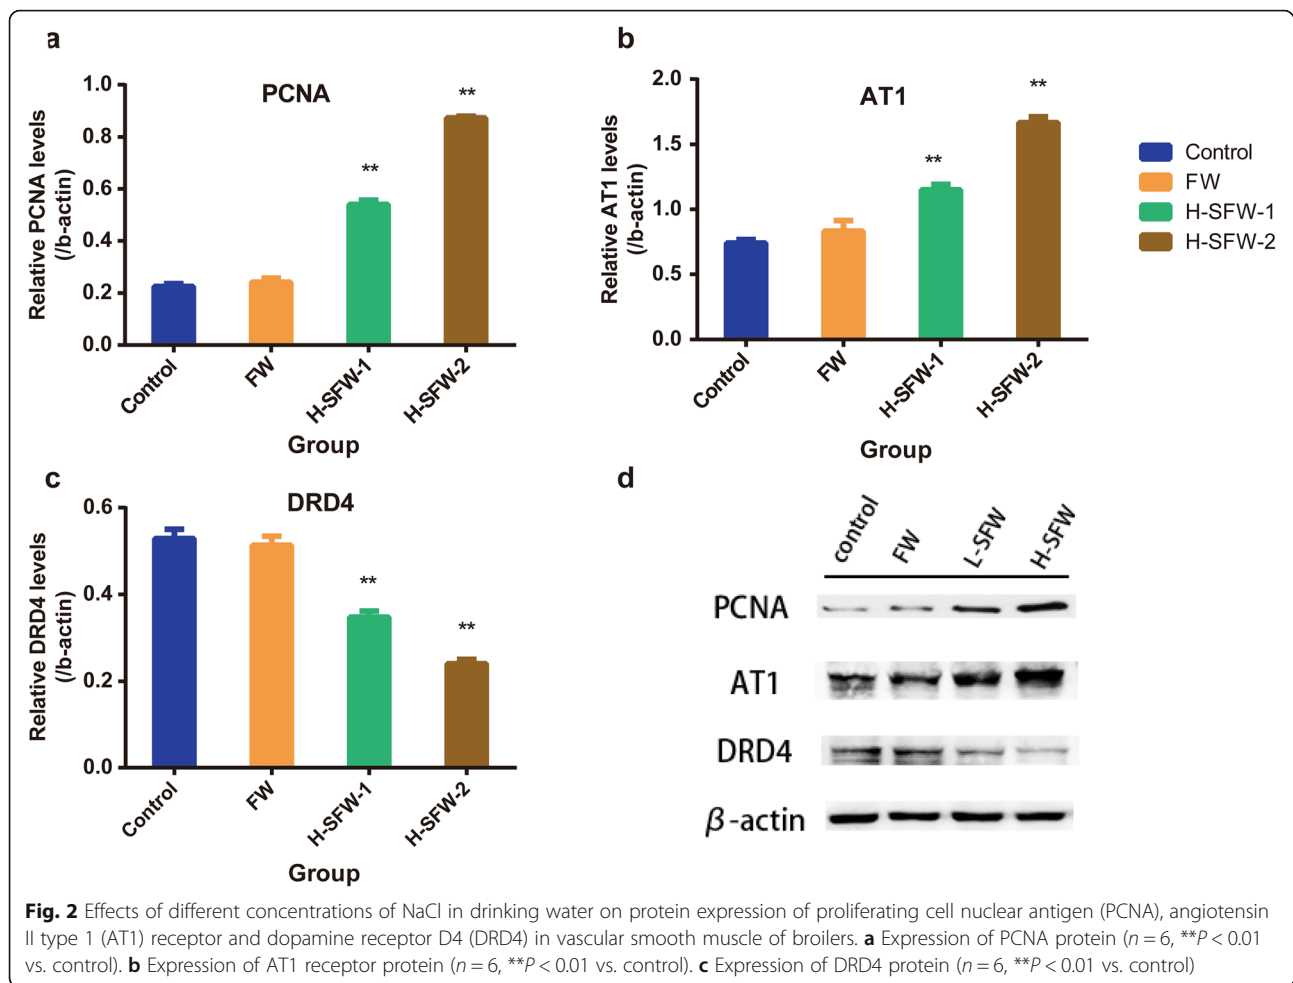 a
PCNA
Relative PCNA levels
(/b-actin)
1.0
0.8
0.6
0.4
0.2
0.0
**
**
Control
FW
H-SFW-1
H-SFW-2
Group
b
AT1
Relative AT1 levels
(/b-actin)
2.0
1.5
1.0
0.5
0.0
**
**
Control
FW
H-SFW-1
H-SFW-2
Group
Control
FW
H-SFW-1
H-SFW-2
c
DRD4
Relative DRD4 levels
(/b-actin)
0.6
0.4
0.2
0.0
**
**
Control
FW
H-SFW-1
H-SFW-2
Group
d
control
FW
L-SFW
H-SFW
PCNA
AT1
DRD4
β-actin
Fig. 2 Effects of different concentrations of NaCl in drinking water on protein expression of proliferating cell nuclear antigen (PCNA), angiotensin
II type 1 (AT1) receptor and dopamine receptor D4 (DRD4) in vascular smooth muscle of broilers. a Expression of PCNA protein (n = 6, **P < 0.01
vs. control). b Expression of AT1 receptor protein (n = 6, **P < 0.01 vs. control). c Expression of DRD4 protein (n = 6, **P < 0.01 vs. control)